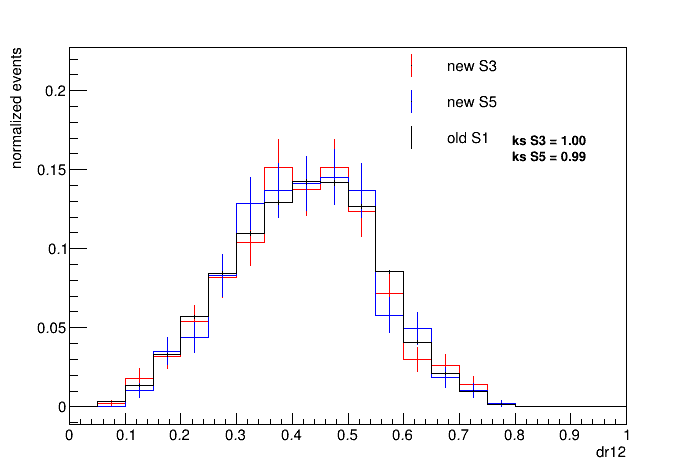 normalized events
0.2
0.15
0.1
0.05
0
new S3
new S5
old S1
ks S3 = 1.00
ks S5 = 0.99
0 0.1 0.2 0.3 0.4 0.5 0.6 0.7 0.8 0.9 1
dr12